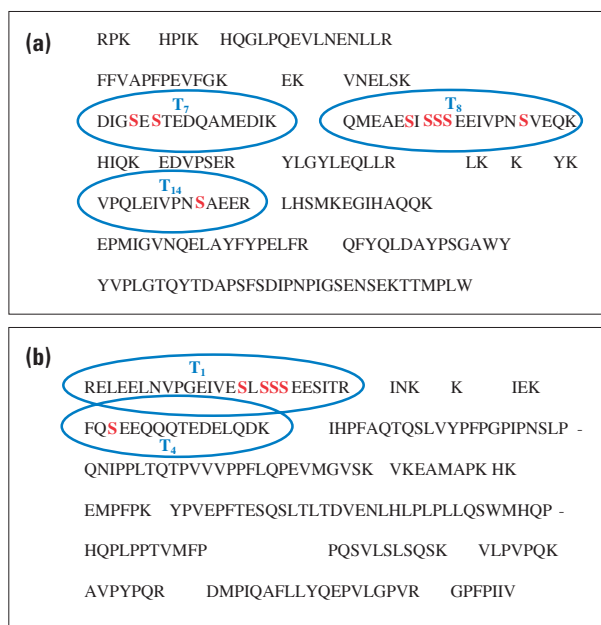 (a)
RPK HPIK HQGLPQEVLNENLLR
FFVAPFPEVFGK EK VNELSK
T7 T8
DIGSESTEDQAMEDIK QMEAESISSSEEIVPNSVEQK
HIQK EDVPSER YLGYLEQLLR LK K YK
T14
VPQLEIVPNSAEER LHSMKEGIHAQQK
EPMIGVNQELAYFYPELFR QFYQLDAYPSGAWY
YVPLGTQYTDAPSFSDIPNPIGSENSEKTTMPLW
(b)
T1
RELEELNVPGEIVESLSSSEESITR INK K IEK
FQSEEQQQTEDELQDK IHPFAQTQSLVYPFPGPIPNSLP -
T4
QNIPPLTQTPVVVPPFLQPEVMGVSK VKEAMAPK HK
EMPFPK YPVEPFTESQSLTLTDVENLHLPLPLLQSWMHQP -
HQPLPPTVMFP PQSVLSLSQSK VLPVPQK
AVPYPQR DMPIQAFLLYQEPVLGPVR GPFPIIV